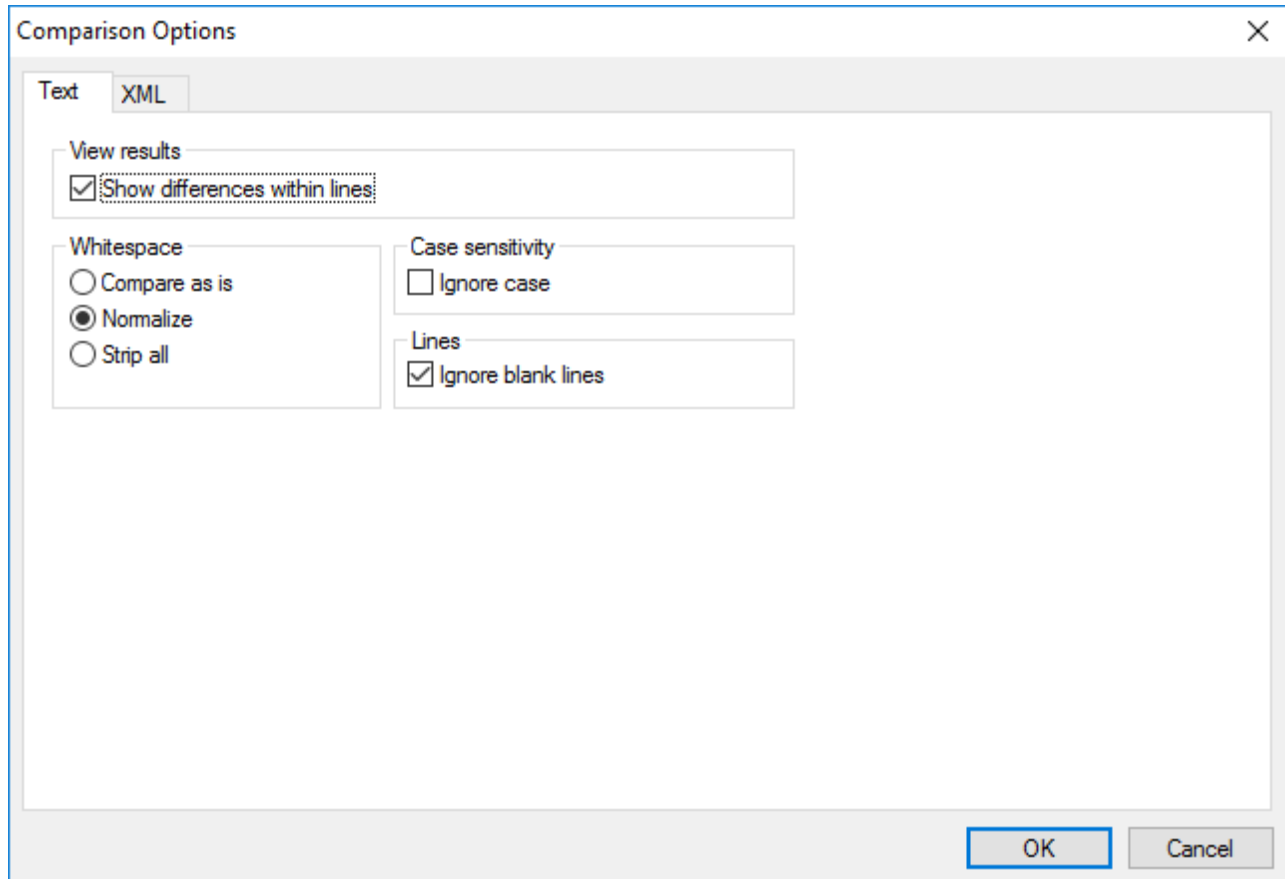 Comparison Options
Text XML
View results
Show differences within lines
Whitespace
Compare as is
Normalize
Strip all
Case sensitivity
Ignore case
Lines
Ignore blank lines
OK Cancel